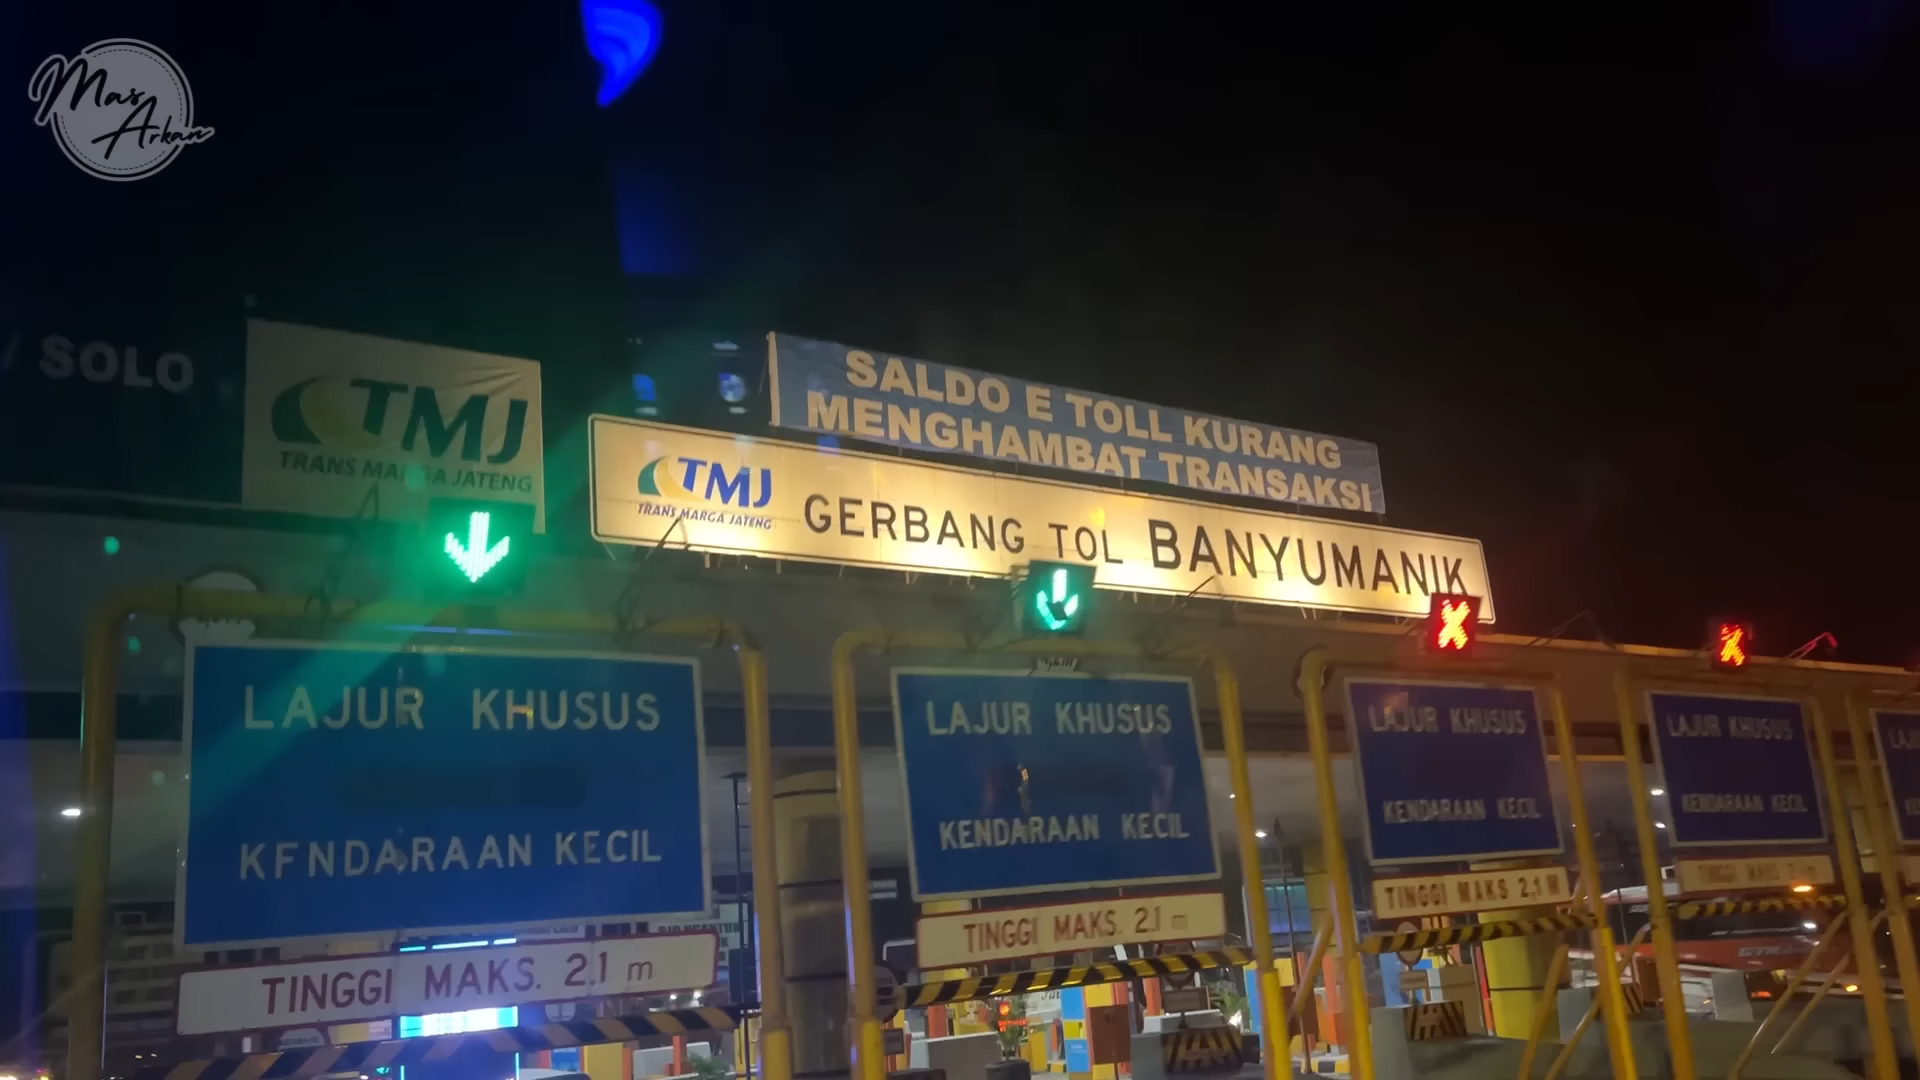 Mas
Arkan
/ SOLO
TMJ
TRANS MARGA JATENG
SALDO E TOLL KURANG
MENGHAMBAT TRANSAKSI
TMJ
TRANS MARGA JATENG
GERBANG TOL BANYUMANIK
LAJUR KHUSUS
KENDARAAN KECIL
TINGGI MAKS. 2,1 m
LAJUR KHUSUS
KENDARAAN KECIL
TINGGI MAKS. 2.1 m
LAJUR KHUSUS
KENDARAAN KECIL
TINGGI MAKS 2,1 M
LAJUR KHUSUS
KENDARAAN KECIL
TINGGI MAKS